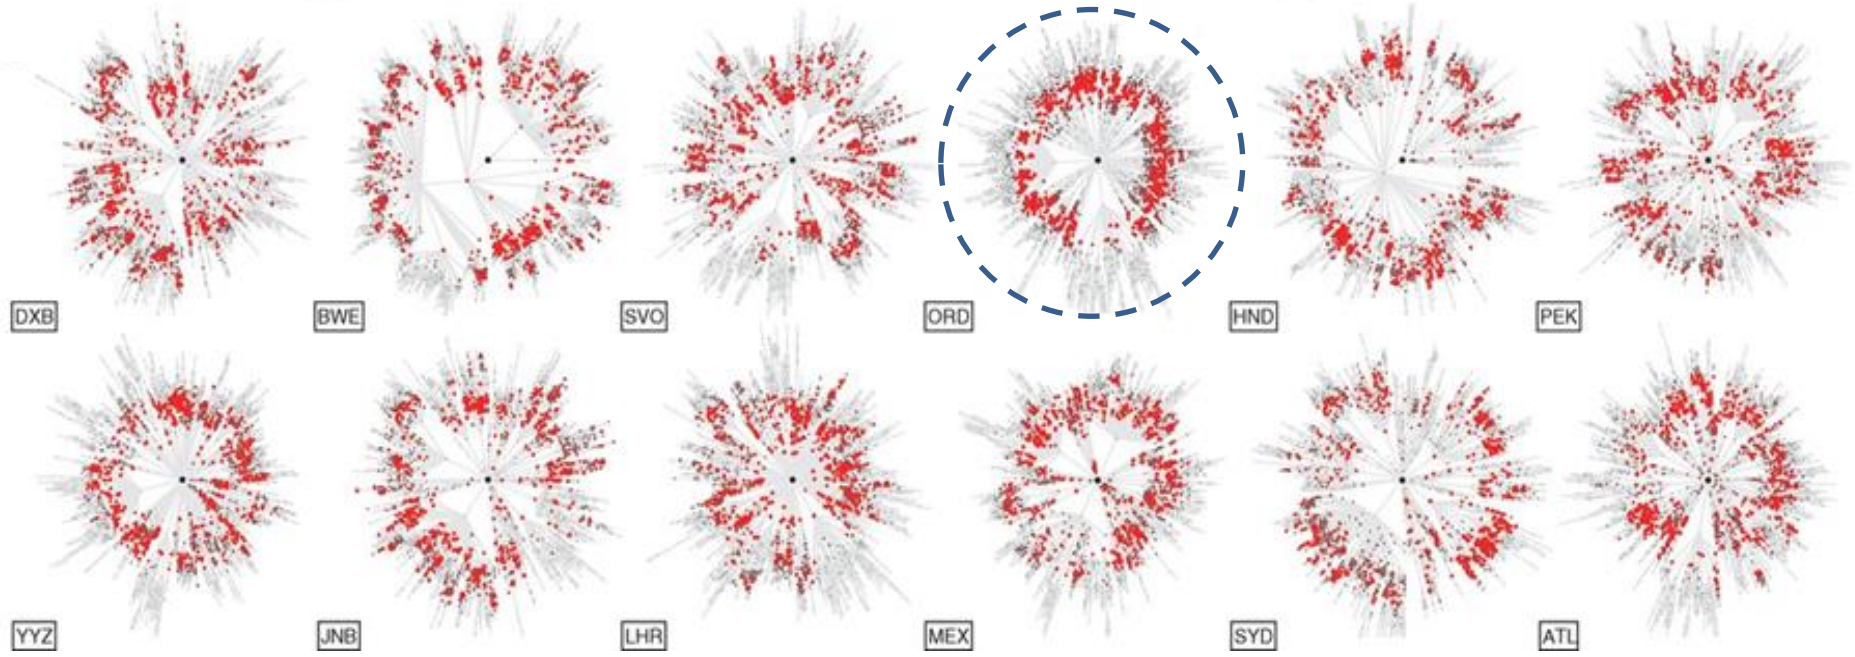 DXB
BWE
SVO
ORD
HND
PEK
YYZ
JNB
LHR
MEX
SYD
ATL